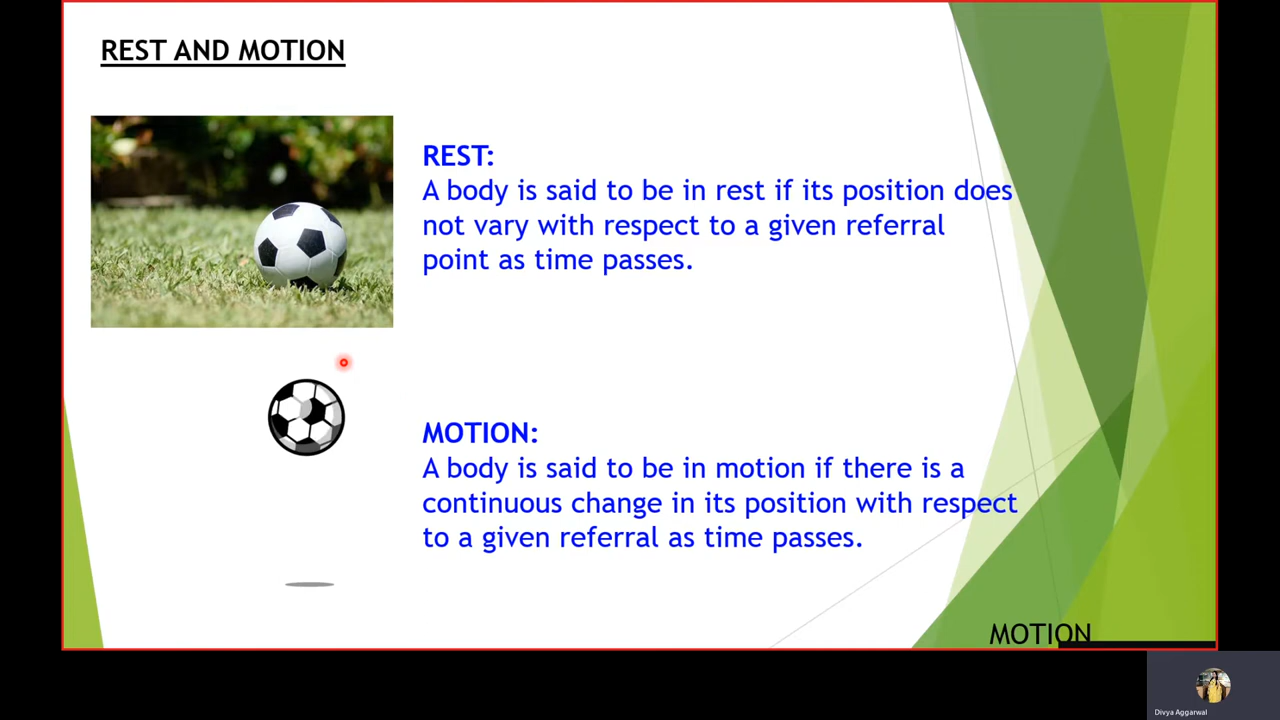 REST AND MOTION
REST:
A body is said to be in rest if its position does
not vary with respect to a given referral
point as time passes.
MOTION:
A body is said to be in motion if there is a
continuous change in its position with respect
to a given referral as time passes.
MOTION
Divya Aggarwal